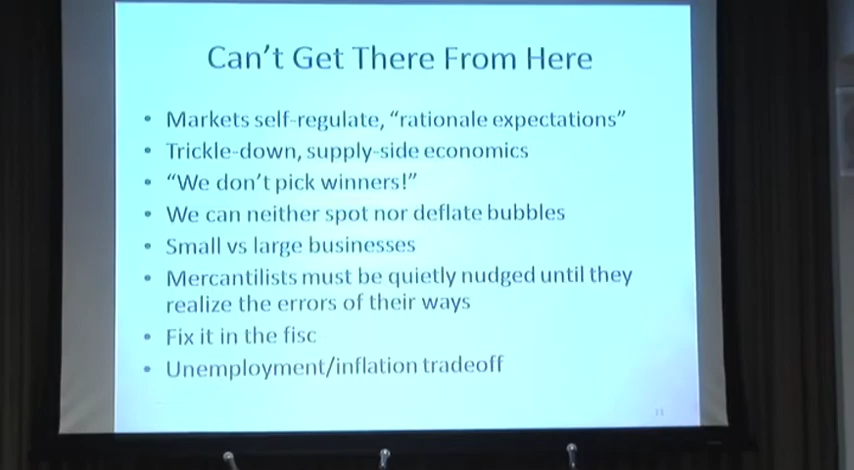 Can't Get There From Here
• Markets self-regulate, "rationale expectations"
• Trickle-down, supply-side economics
• "We don't pick winners!"
• We can neither spot nor deflate bubbles
• Small vs large businesses
• Mercantilists must be quietly nudged until they
realize the errors of their ways
• Fix it in the fisc
• Unemployment/inflation tradeoff